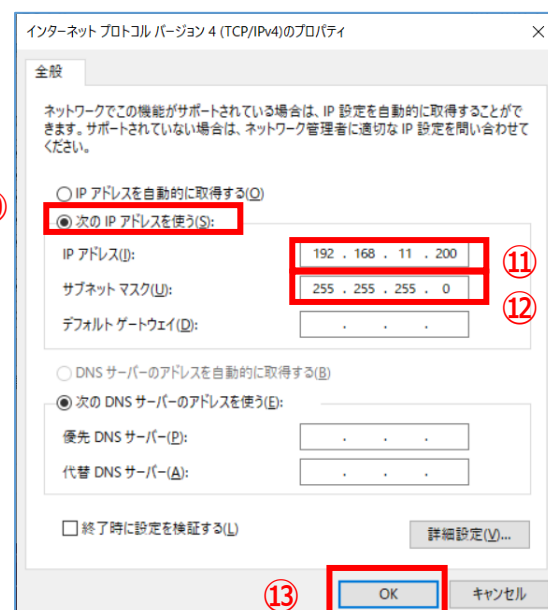 インターネット プロトコル バージョン 4 (TCP/IPv4)のプロパティ
全般
ネットワークでこの機能がサポートされている場合は、IP 設定を自動的に取得することがで
きます。サポートされていない場合は、ネットワーク管理者に適切な IP 設定を問い合わせて
ください。
IP アドレスを自動的に取得する(O)
次の IP アドレスを使う(S):
IP アドレス(I): 192 . 168 . 11 . 200 ⑪
サブネット マスク(U): 255 . 255 . 255 . 0 ⑫
デフォルト ゲートウェイ(D): . . .
DNS サーバーのアドレスを自動的に取得する(B)
次の DNS サーバーのアドレスを使う(E):
優先 DNS サーバー(P): . . .
代替 DNS サーバー(A): . . .
終了時に設定を検証する(L)
詳細設定(V)...
⑬ OK キャンセル